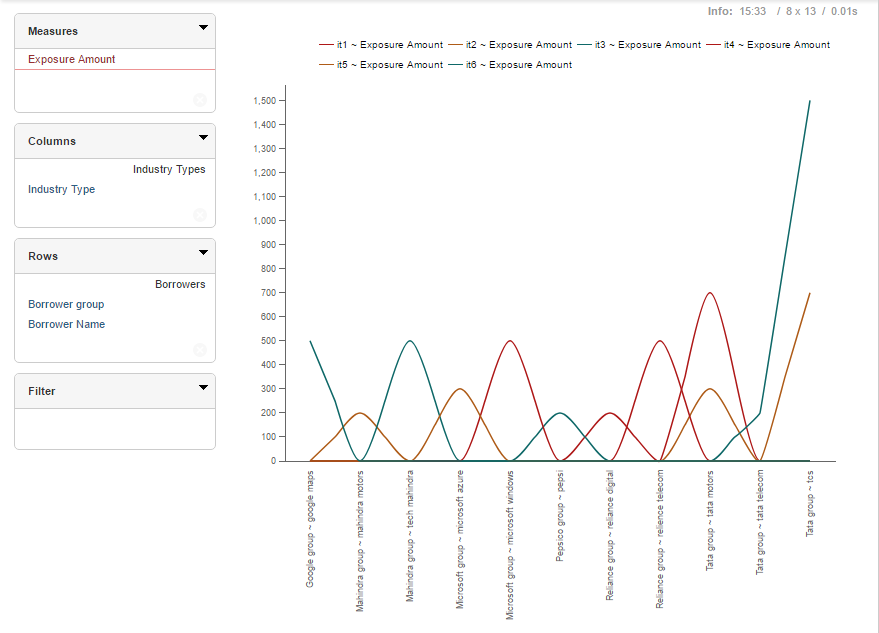 Info: 15:33 / 8 x 13 / 0.01s
Measures
Exposure Amount
Columns
Industry Types
Industry Type
Rows
Borrowers
Borrower group
Borrower Name
Filter
it1 ~ Exposure Amount it2 ~ Exposure Amount it3 ~ Exposure Amount it4 ~ Exposure Amount
it5 ~ Exposure Amount it6 ~ Exposure Amount
1,500
1,400
1,300
1,200
1,100
1,000
900
800
700
600
500
400
300
200
100
0
Google group ~ google maps
Mahindra group ~ mahindra motors
Mahindra group ~ tech mahindra
Microsoft group ~ microsoft azure
Microsoft group ~ microsoft windows
Pepsico group ~ pepsi
Reliance group ~ reliance digital
Reliance group ~ relience telecom
Tata group ~ tata motors
Tata group ~ tata telecom
Tata group ~ tcs